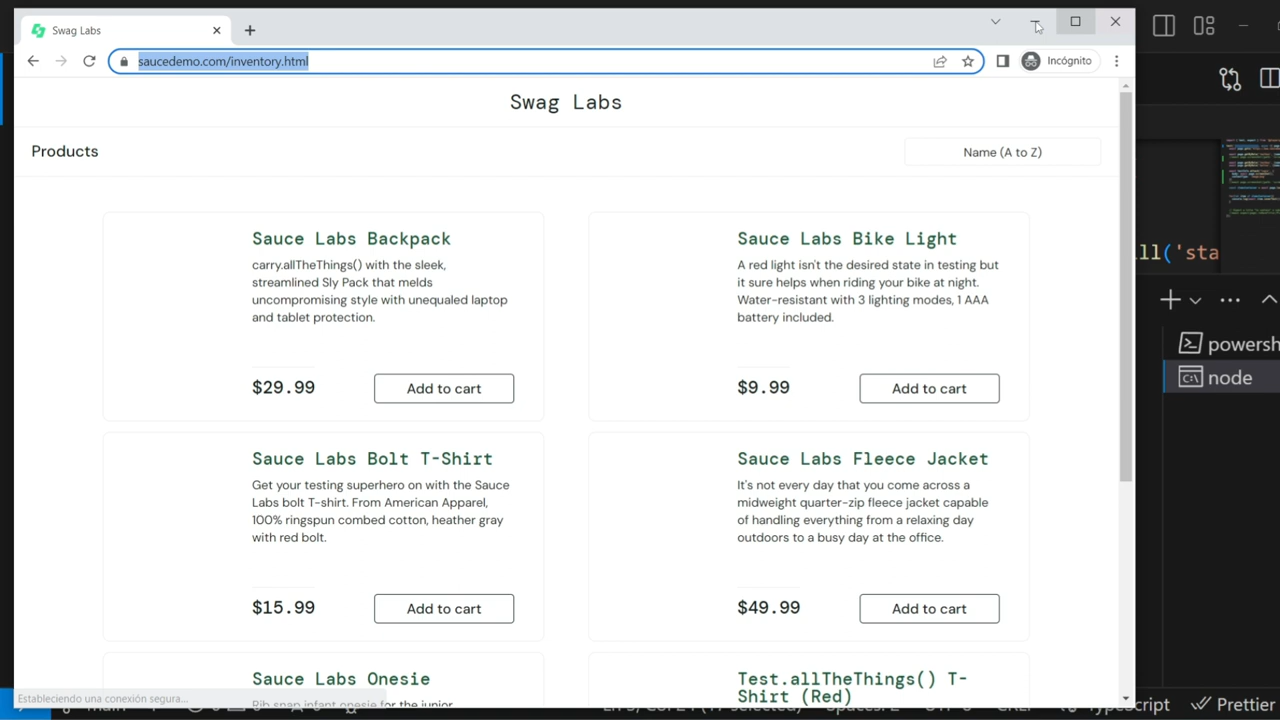 Swag Labs
saucedemo.com/inventory.html
Incógnito
Swag Labs
Products
Name (A to Z)
Sauce Labs Backpack
carry.allTheThings() with the sleek,
streamlined Sly Pack that melds
uncompromising style with unequaled laptop
and tablet protection.
$29.99
Add to cart
Sauce Labs Bike Light
A red light isn't the desired state in testing but
it sure helps when riding your bike at night.
Water-resistant with 3 lighting modes, 1 AAA
battery included.
$9.99
Add to cart
Sauce Labs Bolt T-Shirt
Get your testing superhero on with the Sauce
Labs bolt T-shirt. From American Apparel,
100% ringspun combed cotton, heather gray
with red bolt.
$15.99
Add to cart
Sauce Labs Fleece Jacket
It's not every day that you come across a
midweight quarter-zip fleece jacket capable
of handling everything from a relaxing day
outdoors to a busy day at the office.
$49.99
Add to cart
Sauce Labs Onesie
Rib snap infant onesie for the junior
Test.allTheThings() T-
Shirt (Red)
Estableciendo una conexión segura...
ll('sta
powersh
node
TypeScript
Prettier